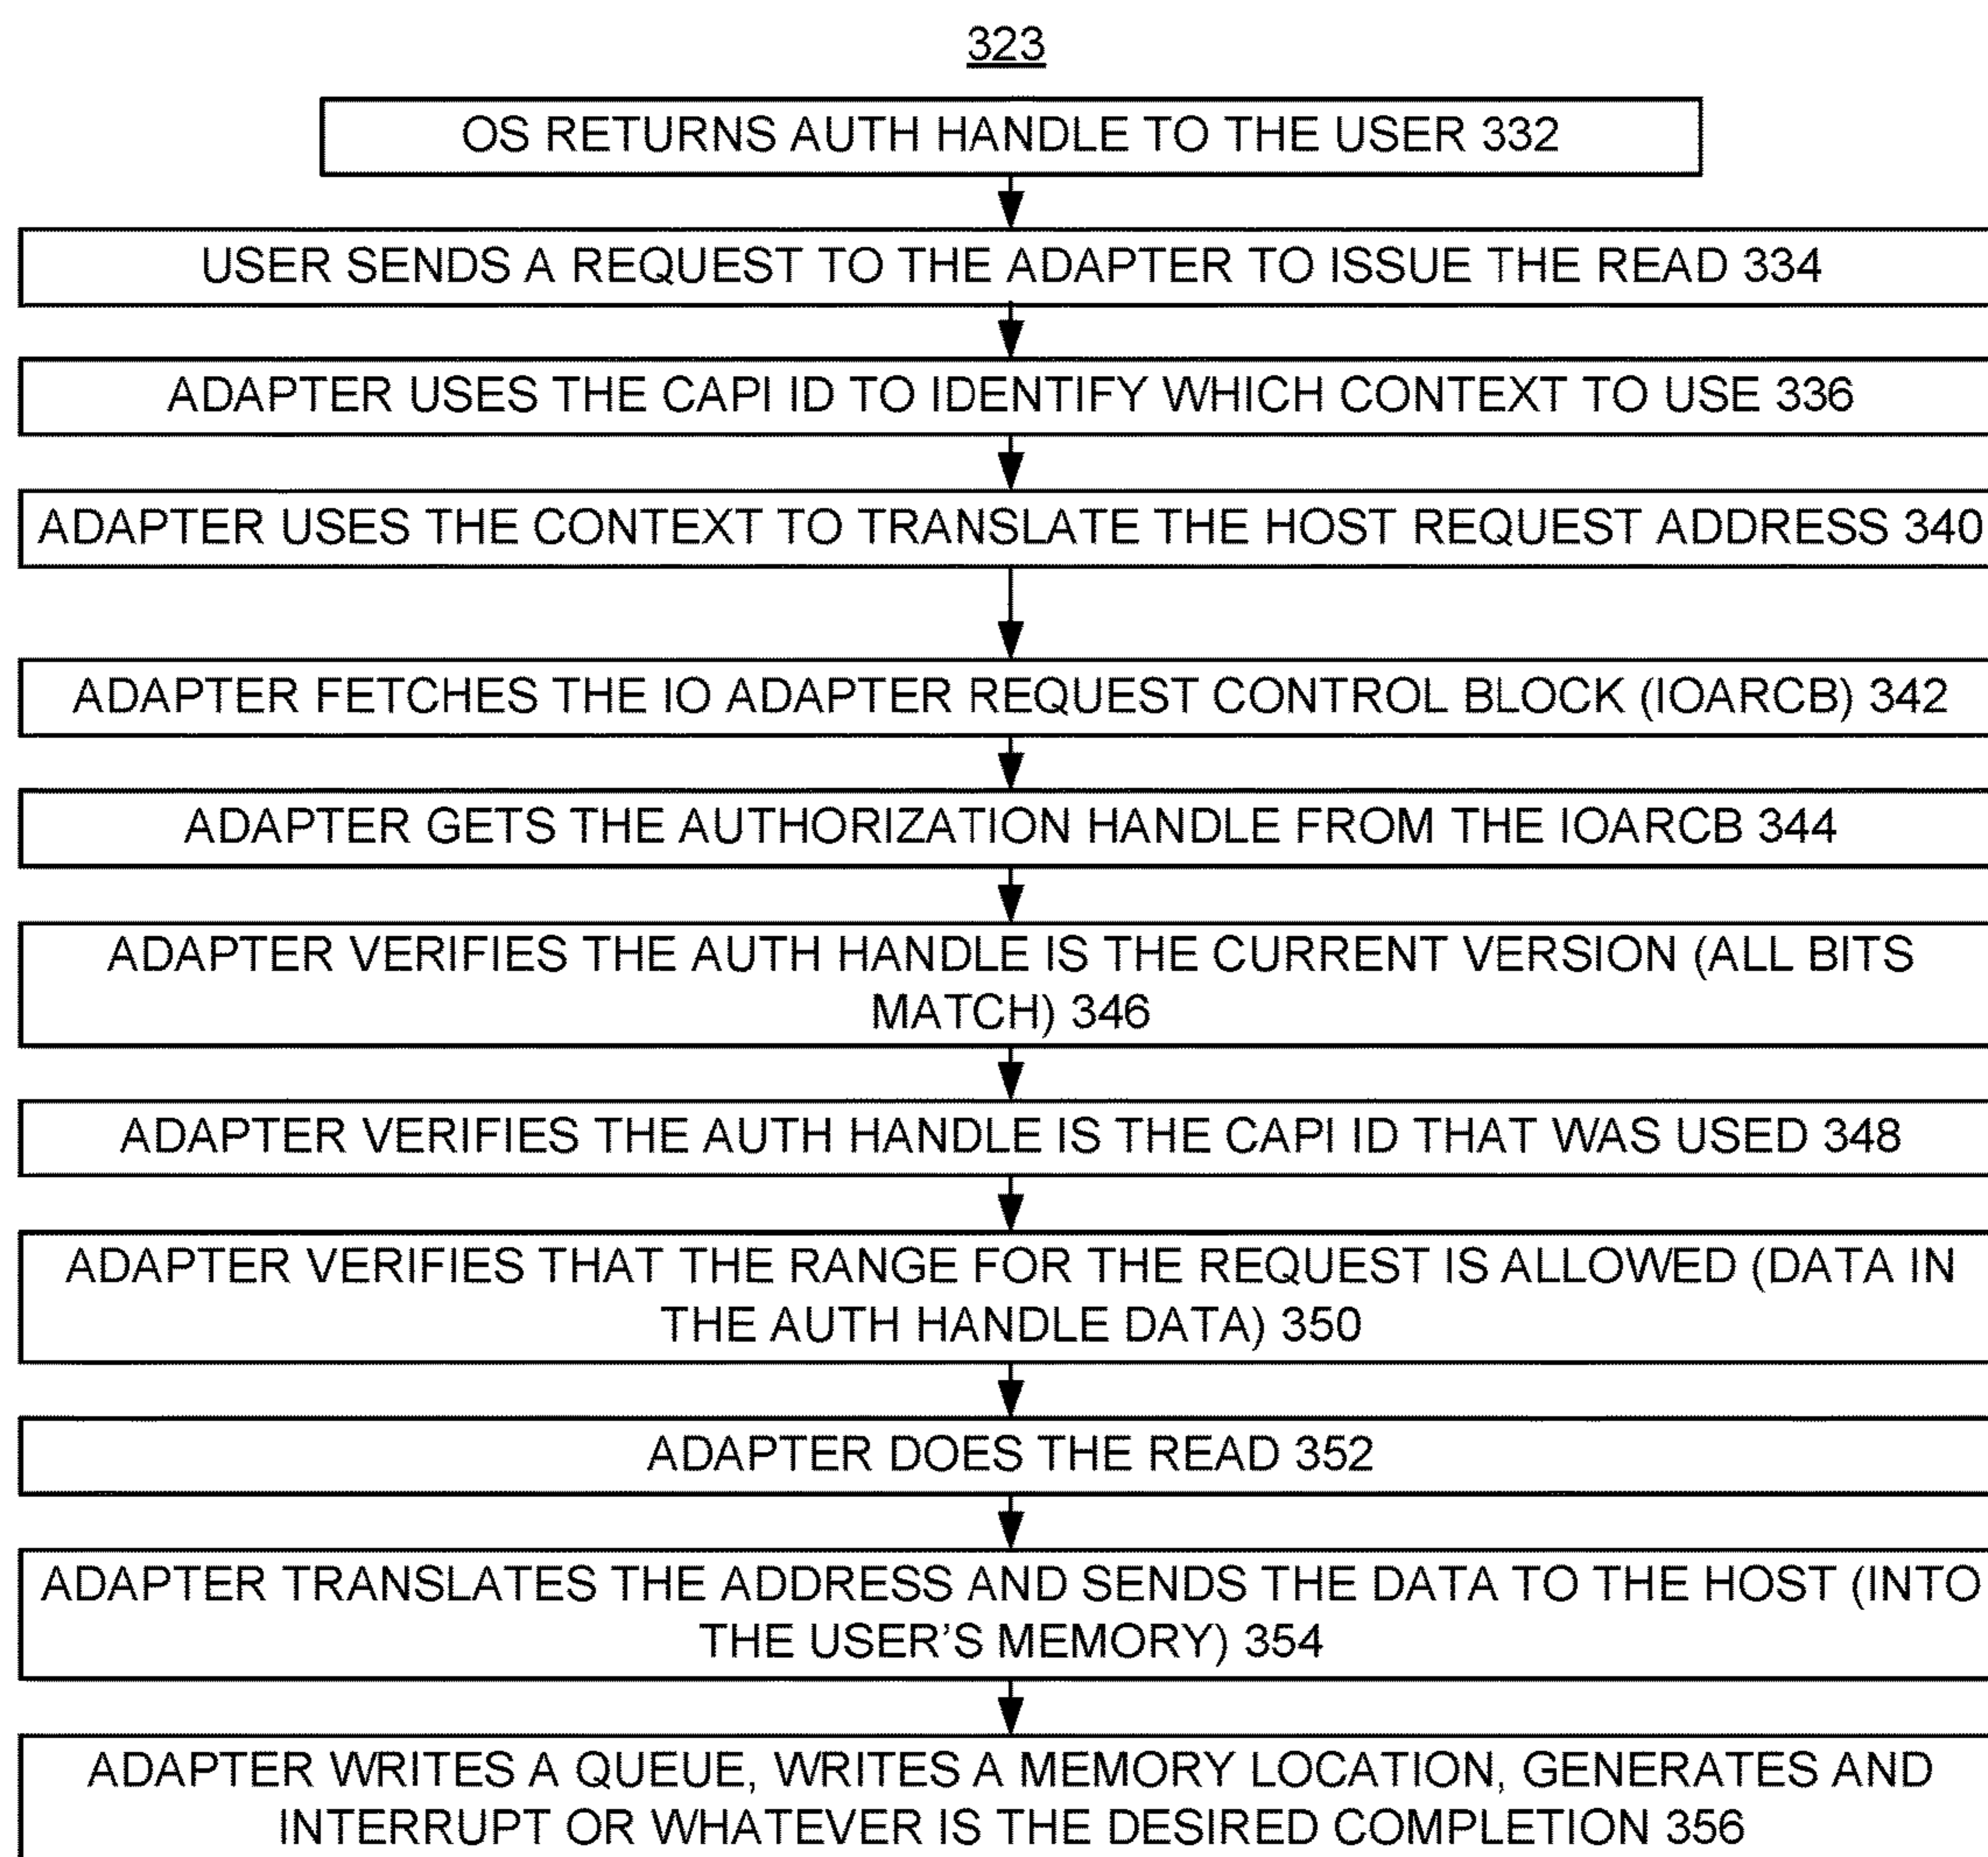 323
OS RETURNS AUTH HANDLE TO THE USER 332
USER SENDS A REQUEST TO THE ADAPTER TO ISSUE THE READ 334
ADAPTER USES THE CAPI ID TO IDENTIFY WHICH CONTEXT TO USE 336
ADAPTER USES THE CONTEXT TO TRANSLATE THE HOST REQUEST ADDRESS 340
ADAPTER FETCHES THE IO ADAPTER REQUEST CONTROL BLOCK (IOARCB) 342
ADAPTER GETS THE AUTHORIZATION HANDLE FROM THE IOARCB 344
ADAPTER VERIFIES THE AUTH HANDLE IS THE CURRENT VERSION (ALL BITS
MATCH) 346
ADAPTER VERIFIES THE AUTH HANDLE IS THE CAPI ID THAT WAS USED 348
ADAPTER VERIFIES THAT THE RANGE FOR THE REQUEST IS ALLOWED (DATA IN
THE AUTH HANDLE DATA) 350
ADAPTER DOES THE READ 352
ADAPTER TRANSLATES THE ADDRESS AND SENDS THE DATA TO THE HOST (INTO
THE USER'S MEMORY) 354
ADAPTER WRITES A QUEUE, WRITES A MEMORY LOCATION, GENERATES AND
INTERRUPT OR WHATEVER IS THE DESIRED COMPLETION 356